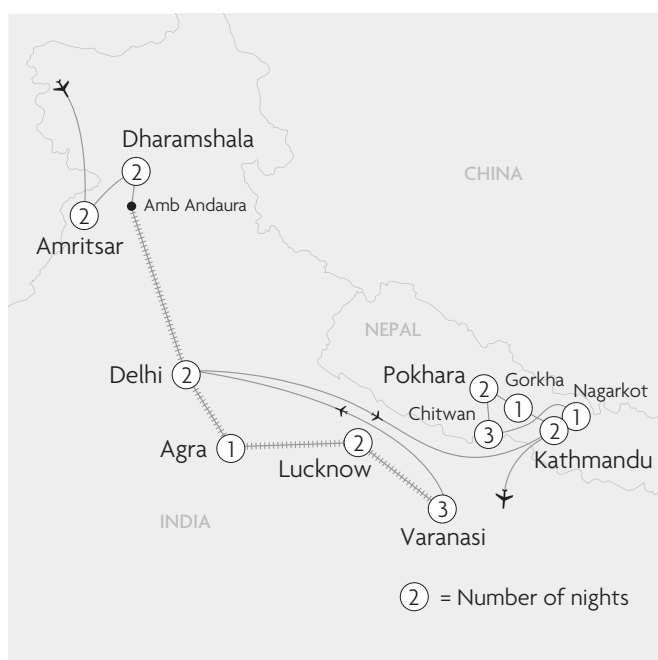 Dharamshala
2
CHINA
Amb Andaura
2
Amritsar
NEPAL
Delhi
2
Pokhara
2
Gorkha
1
Nagarkot
1
Chitwan
3
2
Kathmandu
Agra
1
2
Lucknow
3
Varanasi
INDIA
2 = Number of nights